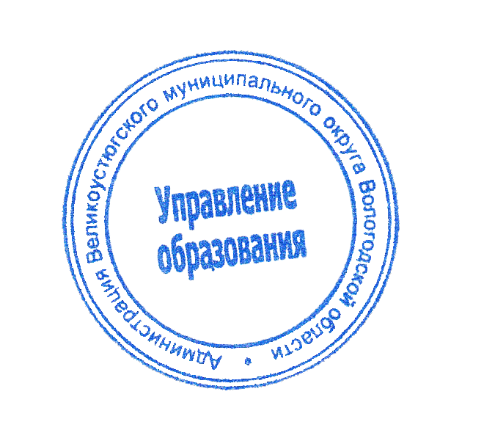 Администрация Великоустюгского муниципального округа Вологодской области •
Управление
образования